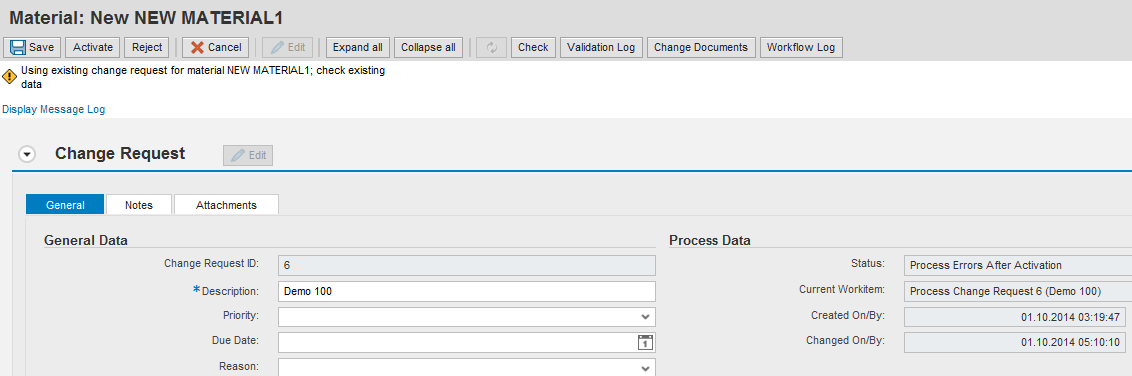 Material: New NEW MATERIAL1
Save Activate Reject Cancel Edit Expand all Collapse all Check Validation Log Change Documents Workflow Log
Using existing change request for material NEW MATERIAL1; check existing
data
Display Message Log
Change Request Edit
General Notes Attachments
General Data Process Data
Change Request ID: 6 Status: Process Errors After Activation
*Description: Demo 100 Current Workitem: Process Change Request 6 (Demo 100)
Priority: Created On/By: 01.10.2014 03:19:47
Due Date: 1 Changed On/By: 01.10.2014 05:10:10
Reason: